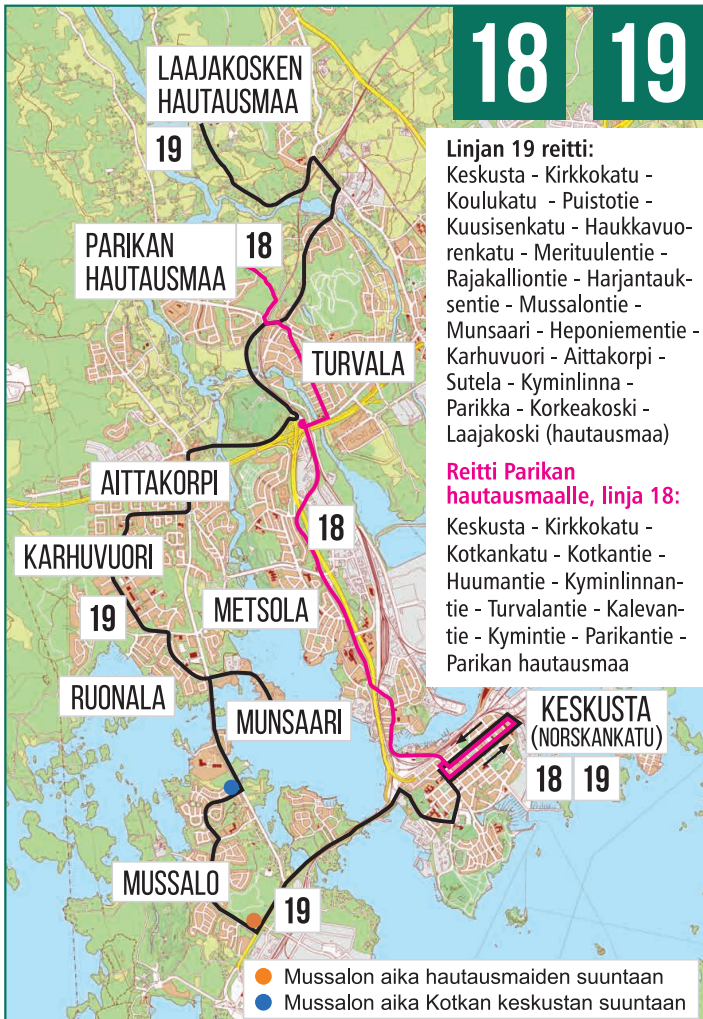 18 19
LAAJAKOSKEN
HAUTAUSMAA
19
PARIKAN
HAUTAUSMAA
18
TURVALA
AITTAKORPI
18
KARHUVUORI
19
METSOLA
RUONALA
MUNSAARI
KESKUSTA
(NORSKANKATU)
18 19
MUSSALO
19
Linjan 19 reitti:
Keskusta - Kirkkokatu -
Koulukatu - Puistotie -
Kuusisenkatu - Haukkavuo-
renkatu - Merituulentie -
Rajakalliontie - Harjantauk-
sentie - Mussalontie -
Munsaari - Heponiementie -
Karhuvuori - Aittakorpi -
Sutela - Kyminlinna -
Parikka - Korkeakoski -
Laajakoski (hautausmaa)
Reitti Parikan
hautausmaalle, linja 18:
Keskusta - Kirkkokatu -
Kotkankatu - Kotkantie -
Huumantie - Kyminlinnan-
tie - Turvalantie - Kalevan-
tie - Kymintie - Parikantie -
Parikan hautausmaa
Mussalon aika hautausmaiden suuntaan
Mussalon aika Kotkan keskustan suuntaan